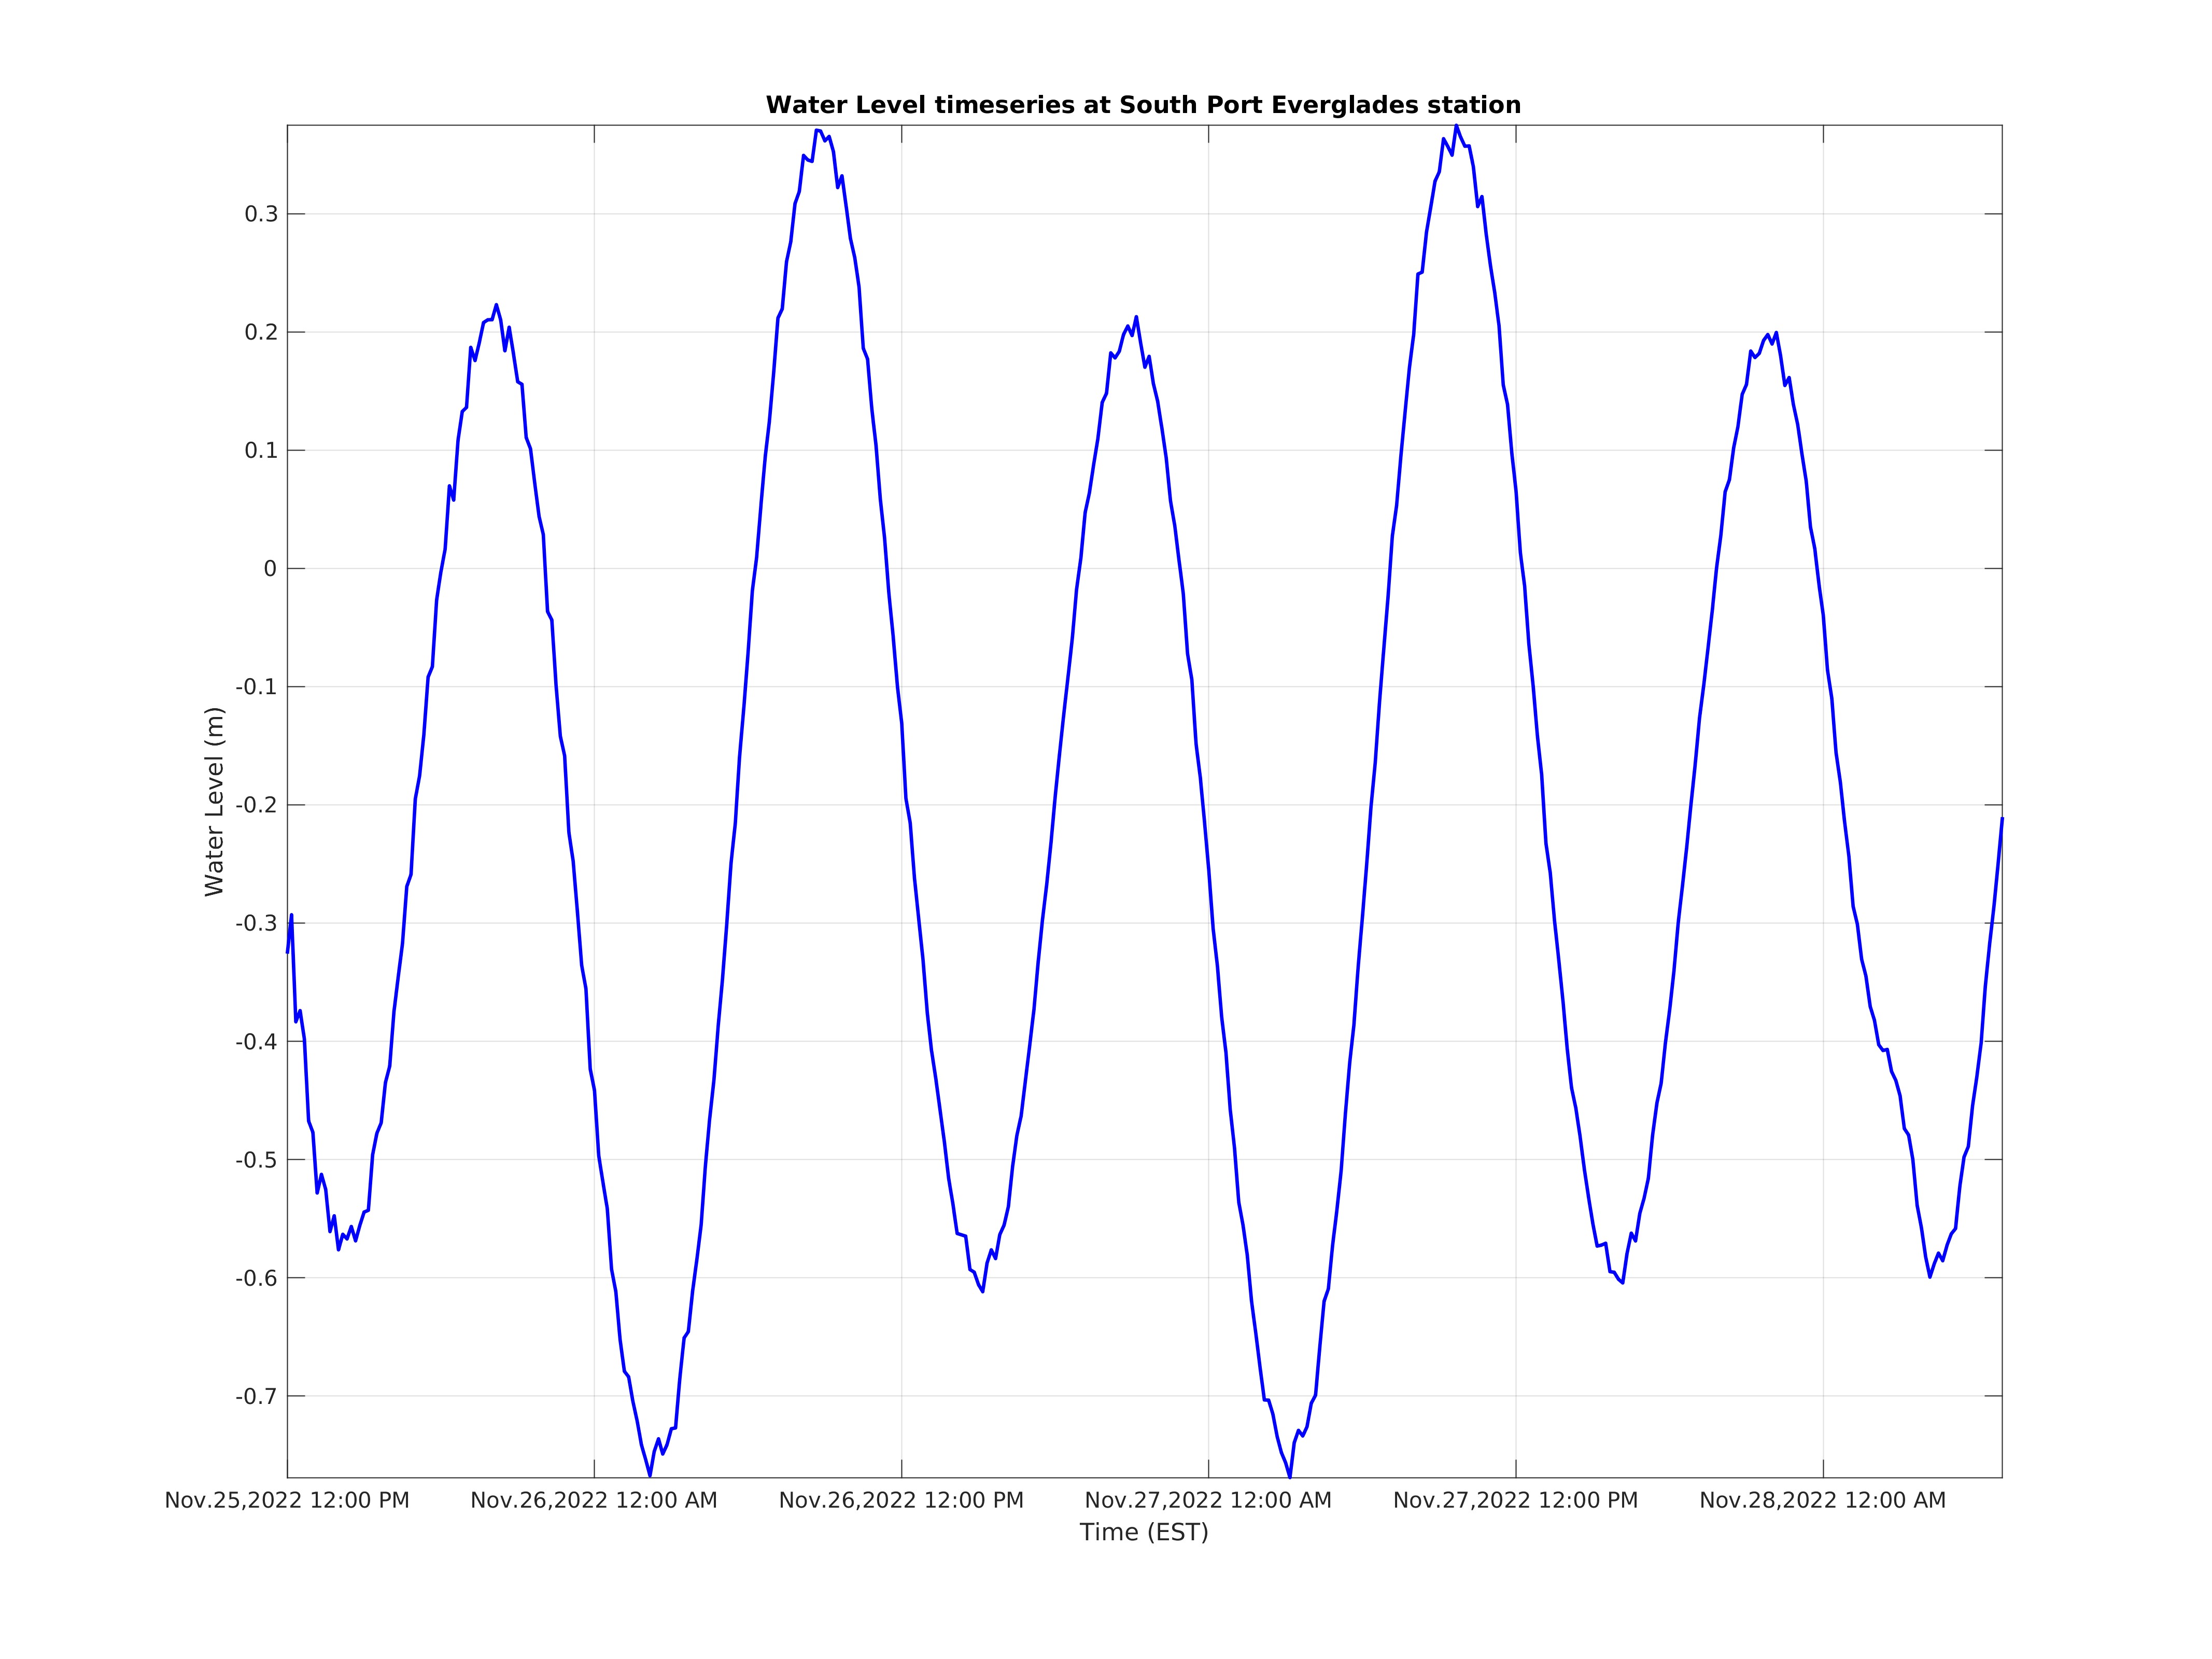 Water Level timeseries at South Port Everglades station
0.3
0.2
0.1
0
-0.1
-0.2
-0.3
-0.4
-0.5
-0.6
-0.7
Water Level (m)
Nov.25,2022 12:00 PM Nov.26,2022 12:00 AM Nov.26,2022 12:00 PM Nov.27,2022 12:00 AM Nov.27,2022 12:00 PM Nov.28,2022 12:00 AM
Time (EST)